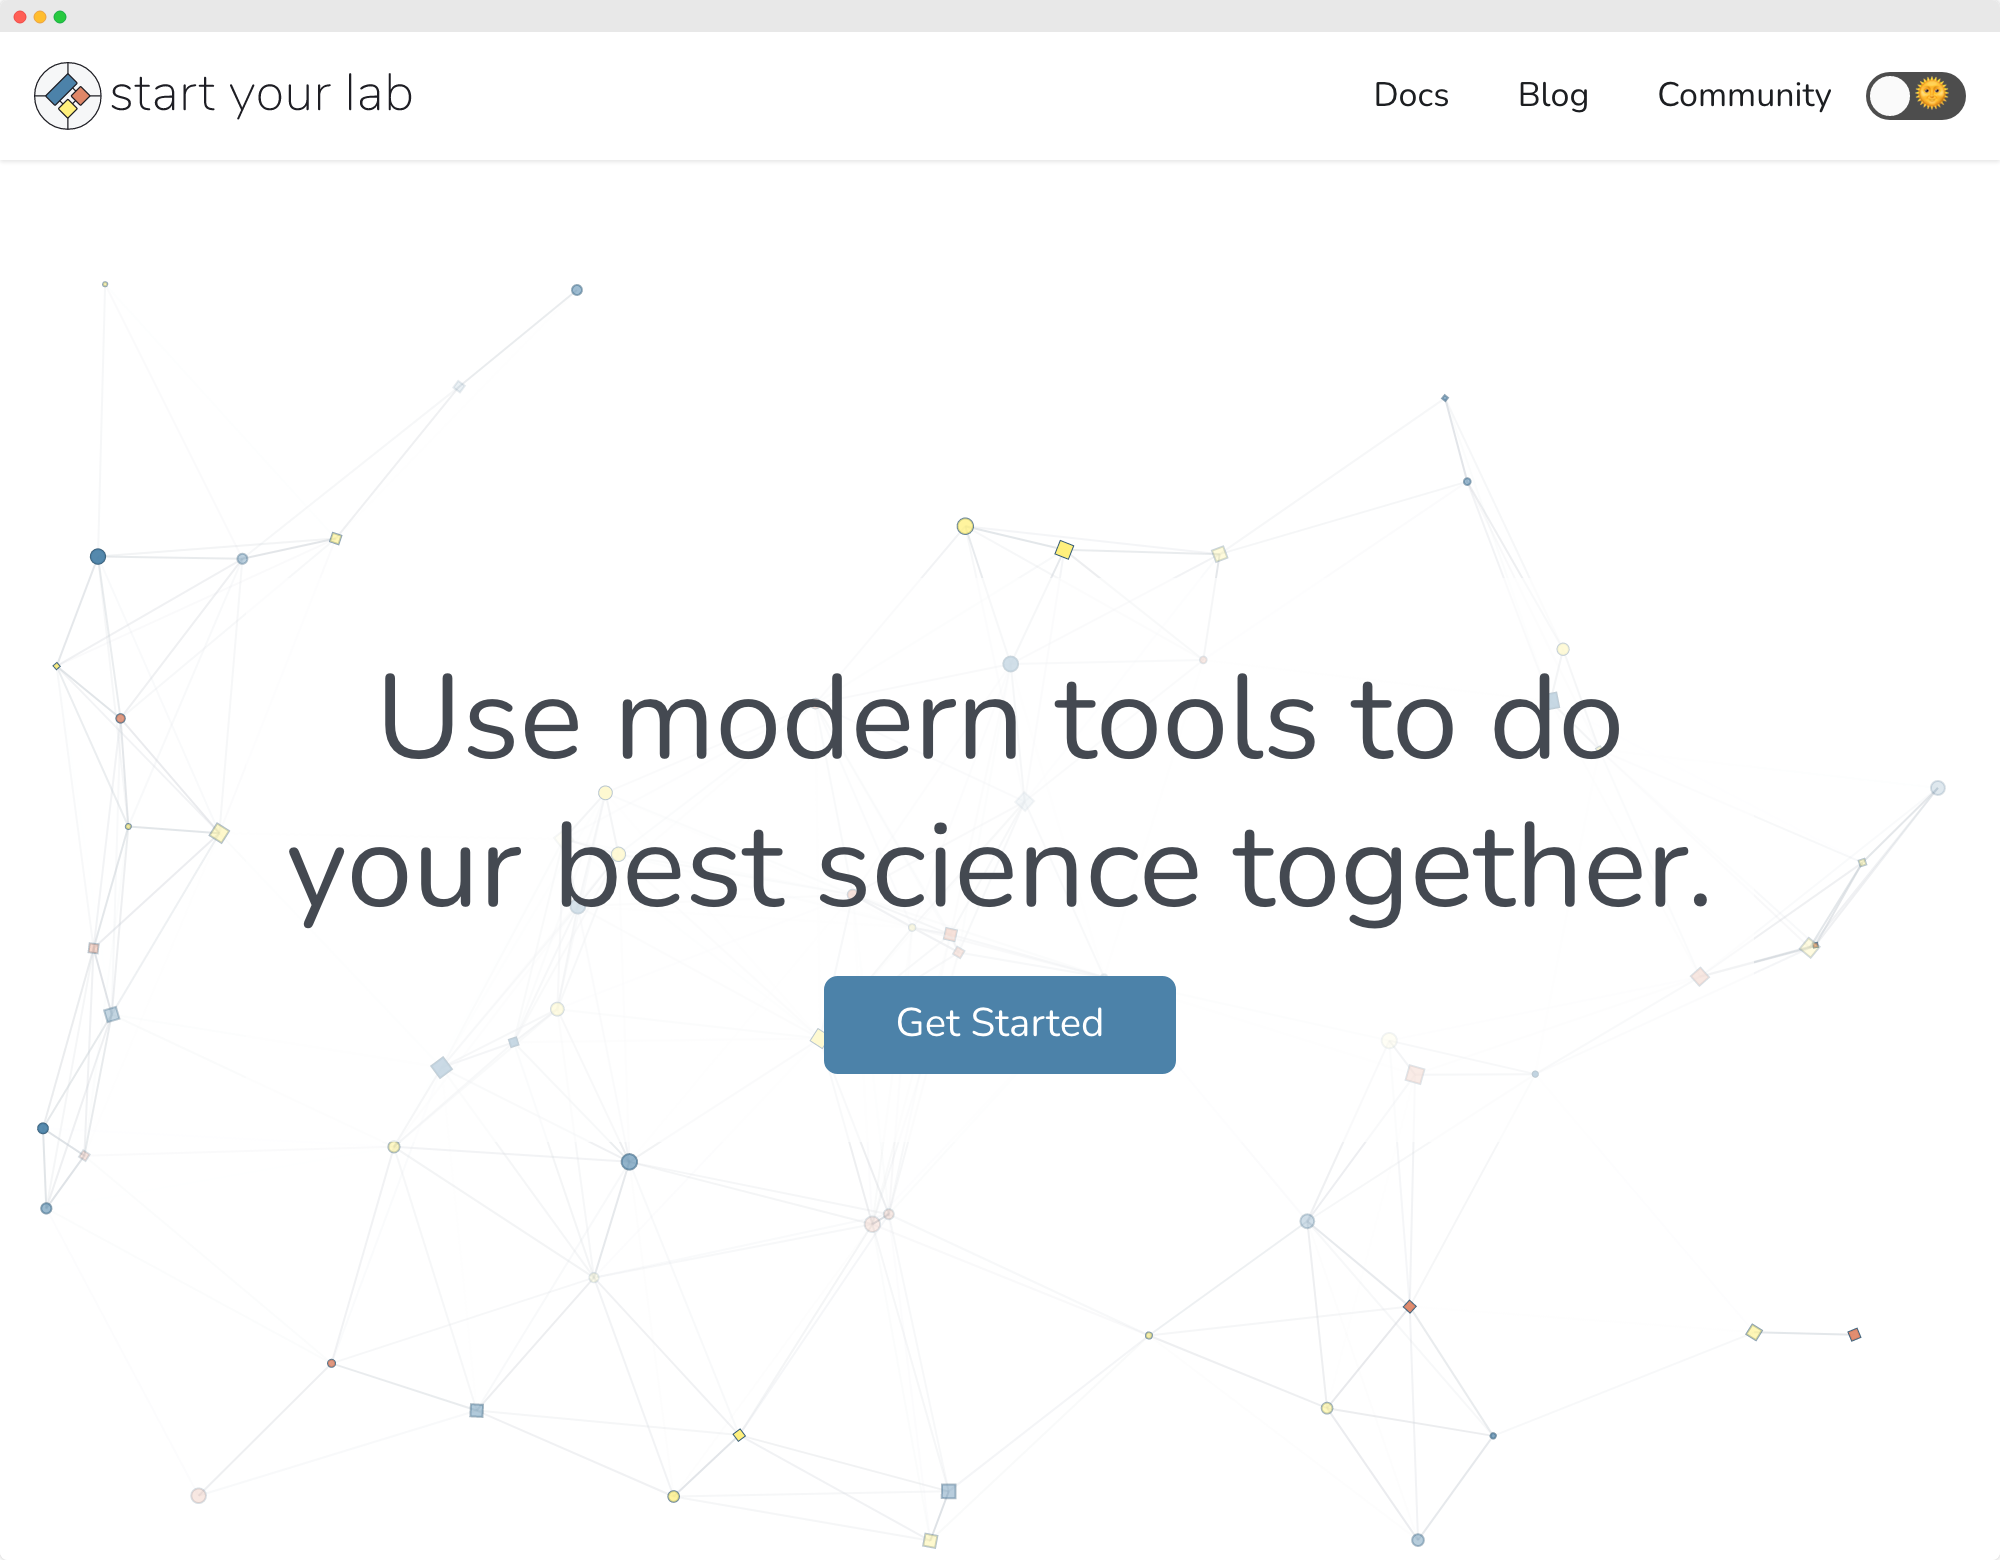 start your lab
Docs
Blog
Community
Use modern tools to do
your best science together.
Get Started